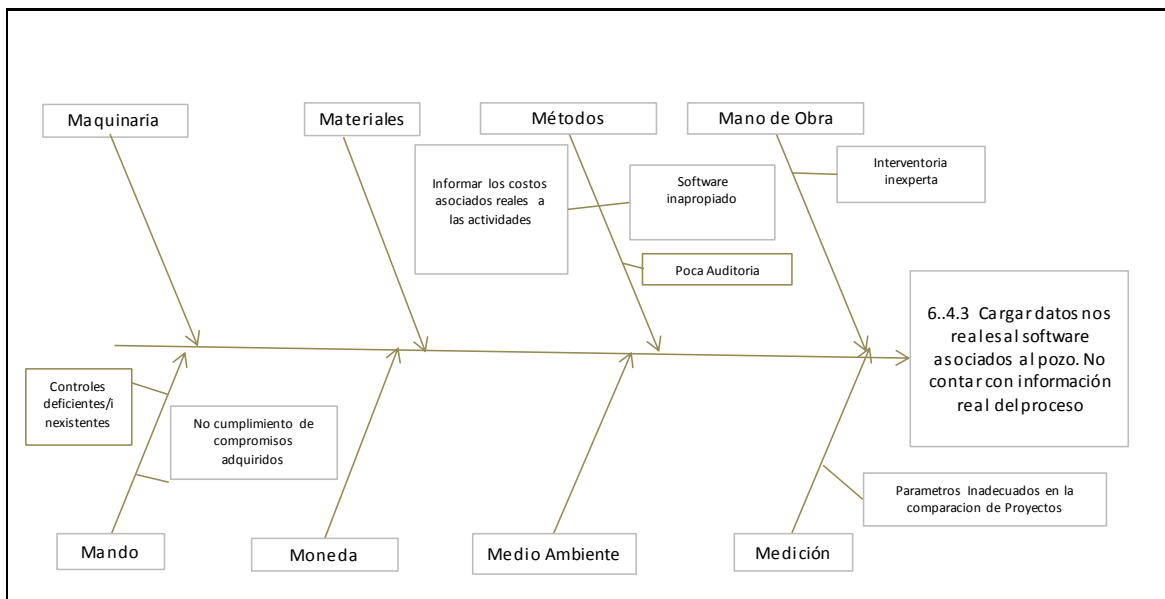 Maquinaria
Materiales
Métodos
Mano de Obra
Informar los costos
asociados reales a
las actividades
Software
inapropiado
Interventoria
inexperta
Poca Auditoria
6..4.3 Cargar datos nos
reales al software
asociados al pozo. No
contar con información
real del proceso
Controles
deficientes/i
nexistentes
No cumplimiento de
compromisos
adquiridos
Parametros Inadecuados en la
comparacion de Proyectos
Mando
Moneda
Medio Ambiente
Medición